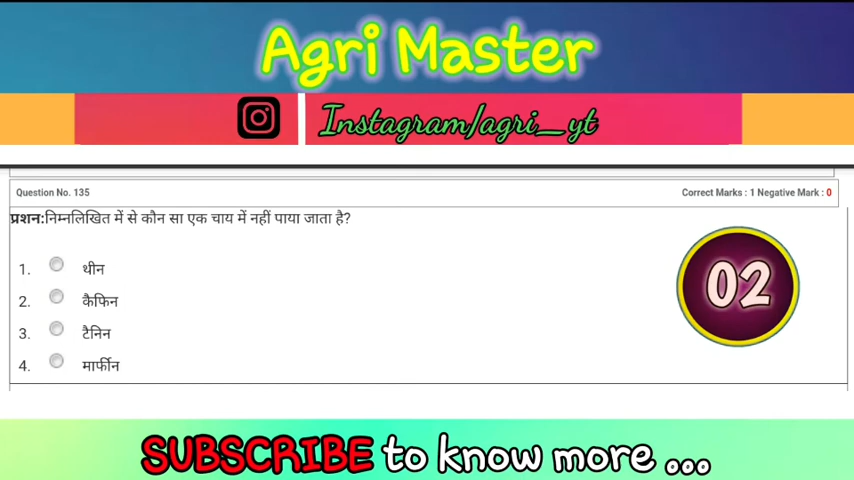 Agri Master
Instagram/agri_yt
Question No. 135 Correct Marks : 1 Negative Mark : 0
प्रशन:निम्नलिखित में से कौन सा एक चाय में नहीं पाया जाता है?
02
1. थीन
2. कैफिन
3. टैनिन
4. मार्फीन
SUBSCRIBE to know more ...